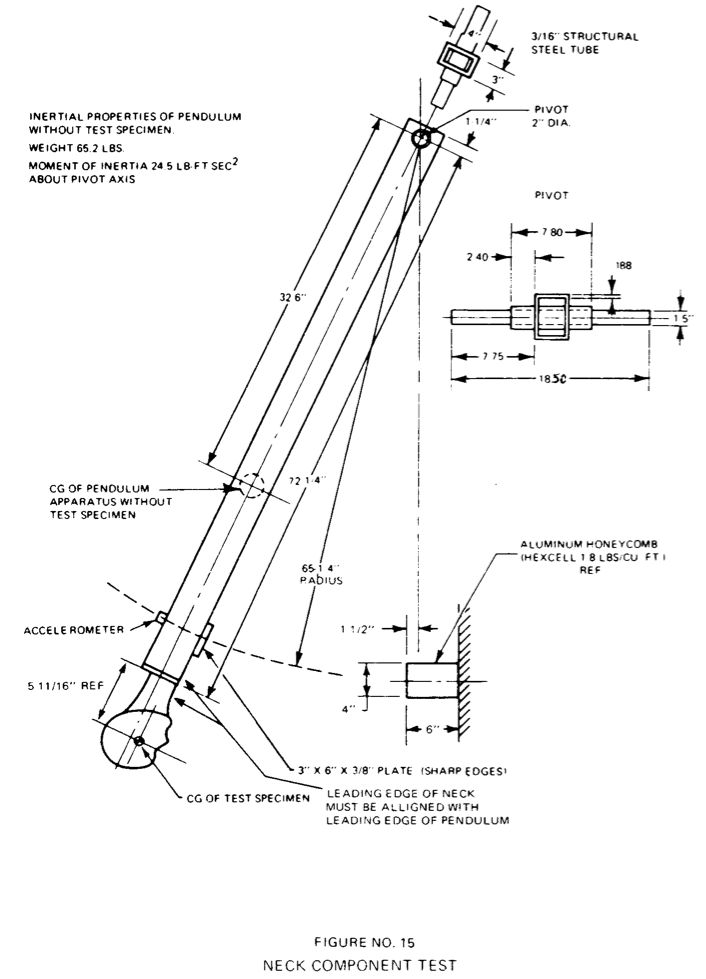 4"
3/16" STRUCTURAL
STEEL TUBE
3"
INERTIAL PROPERTIES OF PENDULUM
WITHOUT TEST SPECIMEN.
WEIGHT 65.2 LBS.
MOMENT OF INERTIA 24.5 LB-FT SEC²
ABOUT PIVOT AXIS
PIVOT
2" DIA.
1-1/4"
PIVOT
7.80
2.40
.188
1.5"
7.75
18.50
32.6"
CG OF PENDULUM
APPARATUS WITHOUT
TEST SPECIMEN
72 1/4"
65-1/4"
RADIUS
ALUMINUM HONEYCOMB
(HEXCELL 1.8 LBS/CU. FT.)
REF
ACCELEROMETER
1 1/2"
5 11/16" REF
4"
6"
3" X 6" X 3/8" PLATE (SHARP EDGES)
CG OF TEST SPECIMEN
LEADING EDGE OF NECK
MUST BE ALLIGNED WITH
LEADING EDGE OF PENDULUM
FIGURE NO. 15
NECK COMPONENT TEST